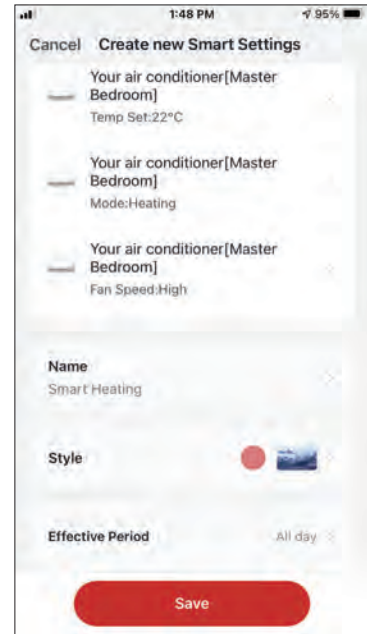 1:48 PM
95%
Cancel Create new Smart Settings
Your air conditioner[Master
Bedroom]
Temp Set:22°C
Your air conditioner[Master
Bedroom]
Mode:Heating
Your air conditioner[Master
Bedroom]
Fan Speed:High
Name
Smart Heating
Style
Effective Period All day
Save